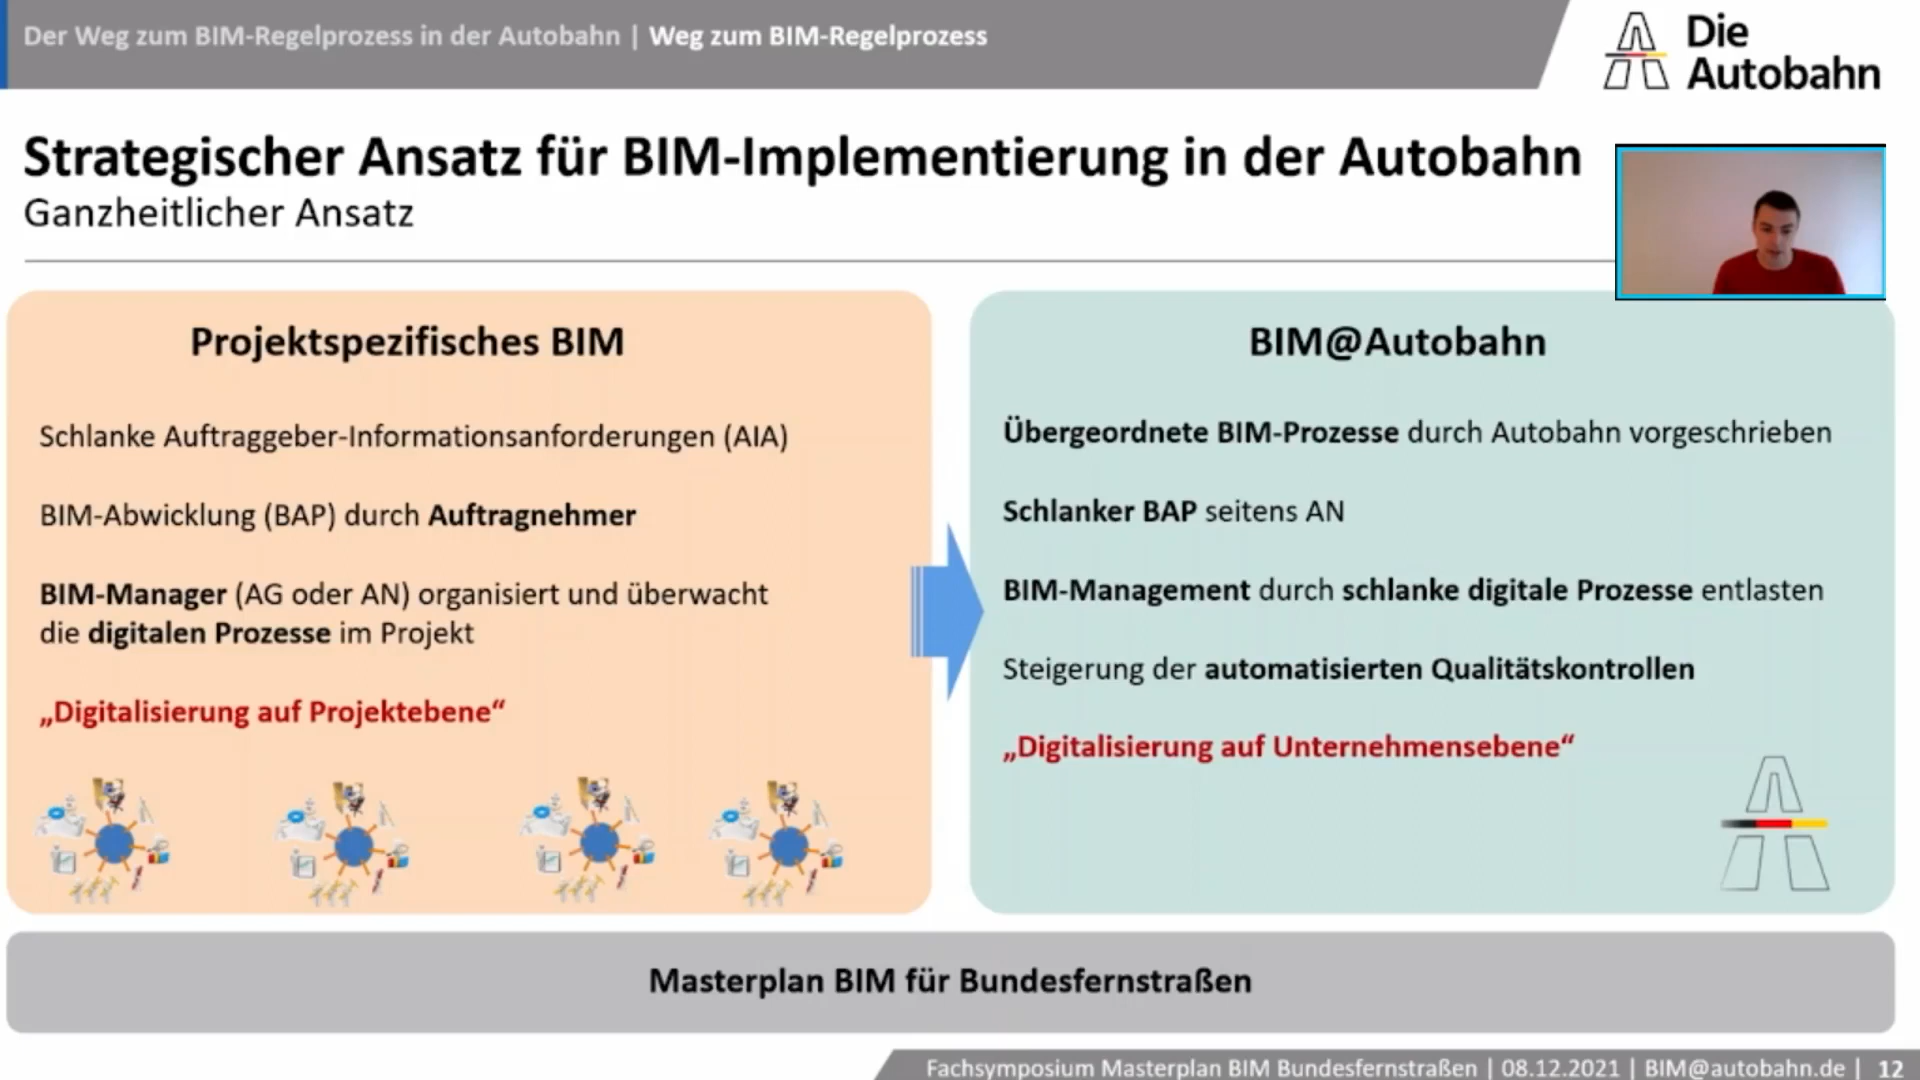 Der Weg zum BIM-Regelprozess in der Autobahn | Weg zum BIM-Regelprozess
Die
Autobahn
Strategischer Ansatz für BIM-Implementierung in der Autobahn
Ganzheitlicher Ansatz
Projektspezifisches BIM
Schlanke Auftraggeber-Informationsanforderungen (AIA)
BIM-Abwicklung (BAP) durch Auftragnehmer
BIM-Manager (AG oder AN) organisiert und überwacht
die digitalen Prozesse im Projekt
„Digitalisierung auf Projektebene“
BIM@Autobahn
Übergeordnete BIM-Prozesse durch Autobahn vorgeschrieben
Schlanker BAP seitens AN
BIM-Management durch schlanke digitale Prozesse entlasten
Steigerung der automatisierten Qualitätskontrollen
„Digitalisierung auf Unternehmensebene“
Masterplan BIM für Bundesfernstraßen
Fachsymposium Masterplan BIM Bundesfernstraßen | 08.12.2021 | BIM@autobahn.de | 12